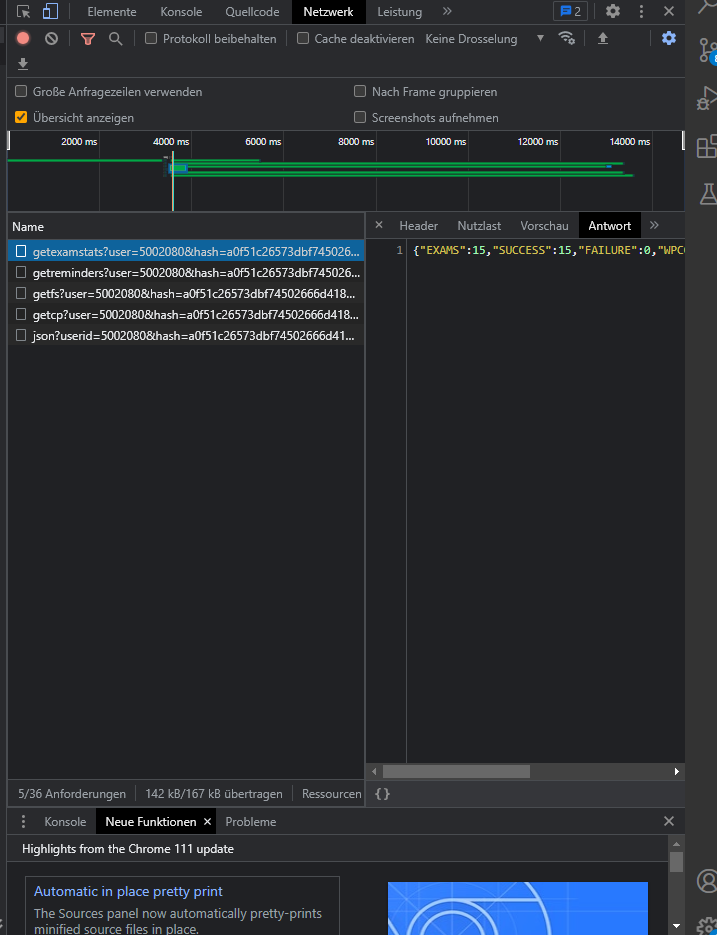 Elemente Konsole Quellcode Netzwerk Leistung » 2
Protokoll beibehalten Cache deaktivieren Keine Drosselung
Große Anfragezeilen verwenden Nach Frame gruppieren
Übersicht anzeigen Screenshots aufnehmen
2000 ms 4000 ms 6000 ms 8000 ms 10000 ms 12000 ms 14000 ms
Name
× Header Nutzlast Vorschau Antwort »
getexamstats?user=5002080&hash=a0f51c26573dbf745026...
getreminders?user=5002080&hash=a0f51c26573dbf745026...
getfs?user=5002080&hash=a0f51c26573dbf74502666d418...
getcp?user=5002080&hash=a0f51c26573dbf74502666d418...
json?userid=5002080&hash=a0f51c26573dbf74502666d41...
1 {"EXAMS":15,"SUCCESS":15,"FAILURE":0,"WPCO
5/36 Anforderungen 142 kB/167 kB übertragen Ressourcen
{}
Konsole Neue Funktionen × Probleme
Highlights from the Chrome 111 update
Automatic in place pretty print
The Sources panel now automatically pretty-prints
minified source files in place.